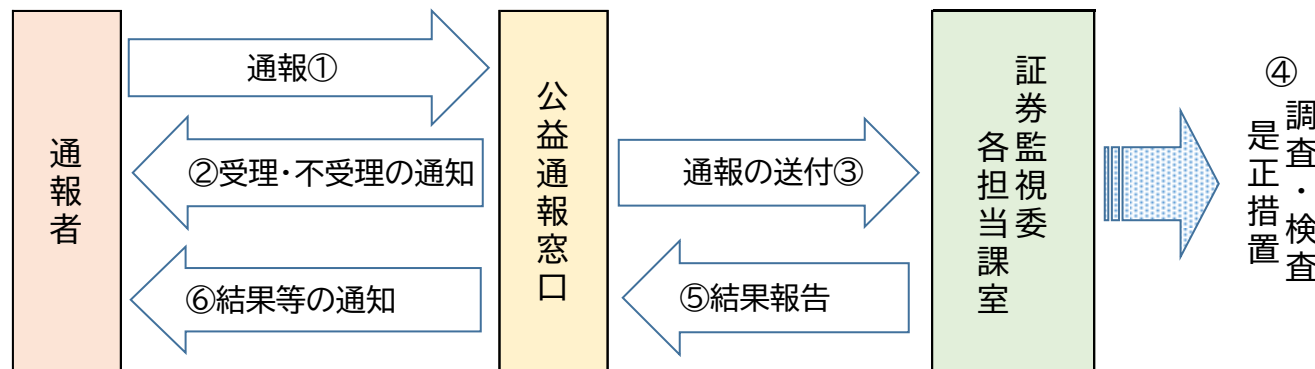 通報者
通報①
②受理・不受理の通知
⑥結果等の通知
公益通報窓口
通報の送付③
⑤結果報告
証券監視委
各担当課室
④
調査・検査
是正措置